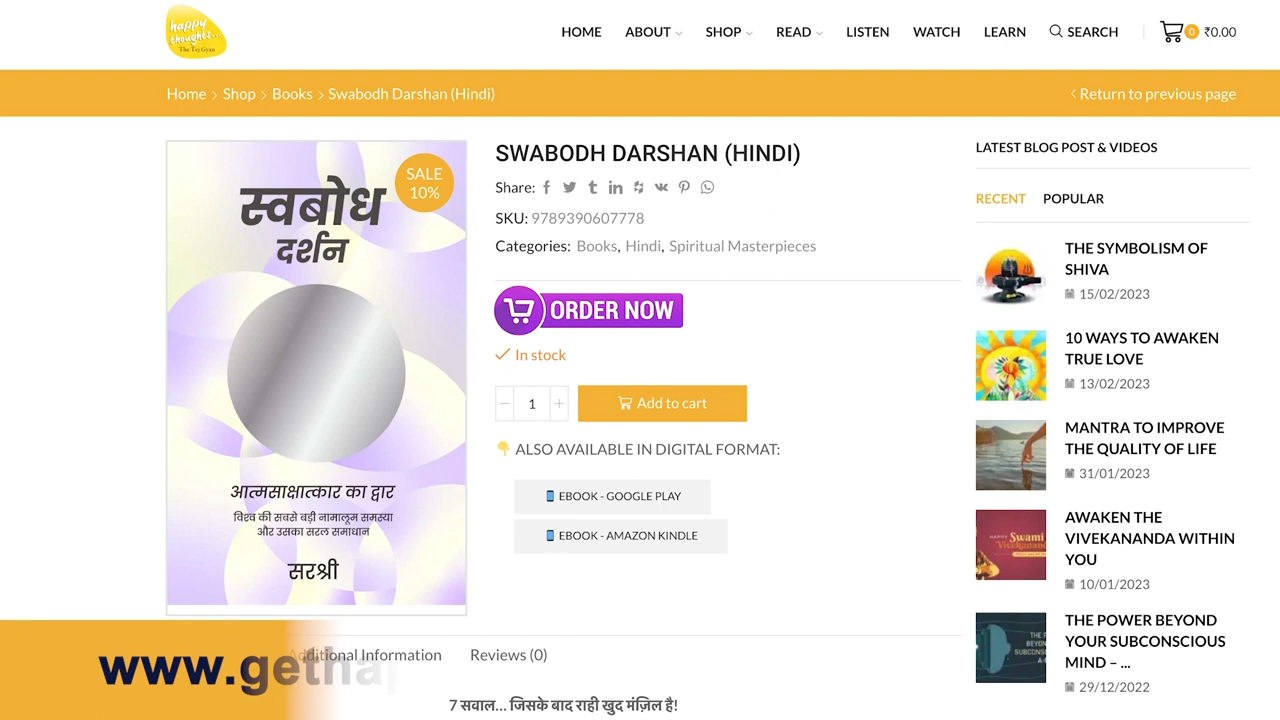 happy
thoughts...
The Tej Gyan
HOME ABOUT SHOP READ LISTEN WATCH LEARN SEARCH 0 ₹0.00
Home > Shop > Books > Swabodh Darshan (Hindi)
< Return to previous page
SALE
10%
स्वबोध
दर्शन
आत्मसाक्षात्कार का द्वार
विश्व की सबसे बड़ी नामालूम समस्या
और उसका सरल समाधान
सरश्री
SWABODH DARSHAN (HINDI)
Share:
SKU: 9789390607778
Categories: Books, Hindi, Spiritual Masterpieces
ORDER NOW
In stock
− 1 + Add to cart
ALSO AVAILABLE IN DIGITAL FORMAT:
EBOOK - GOOGLE PLAY
EBOOK - AMAZON KINDLE
LATEST BLOG POST & VIDEOS
RECENT POPULAR
THE SYMBOLISM OF
SHIVA
15/02/2023
10 WAYS TO AWAKEN
TRUE LOVE
13/02/2023
MANTRA TO IMPROVE
THE QUALITY OF LIFE
31/01/2023
AWAKEN THE
VIVEKANANDA WITHIN
YOU
10/01/2023
THE POWER BEYOND
YOUR SUBCONSCIOUS
MIND – ...
29/12/2022
Additional Information Reviews (0)
www.getha
7 सवाल... जिसके बाद राही खुद मंज़िल है!